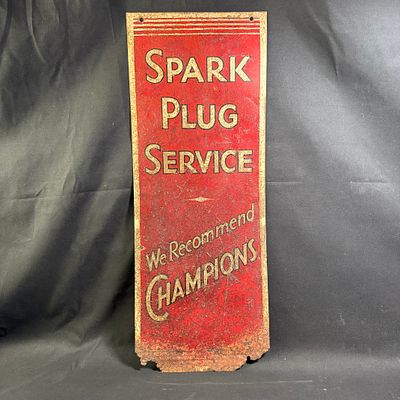 SPARK
PLUG
SERVICE
We Recommend
CHAMPIONS